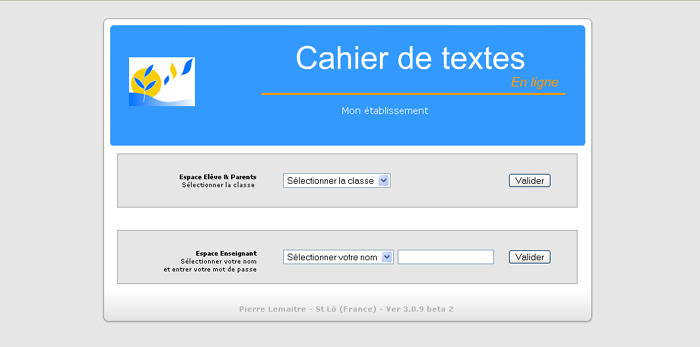 Cahier de textes
En ligne
Mon établissement
Espace Elève & Parents
Sélectionner la classe
Sélectionner la classe
Valider
Espace Enseignant
Sélectionner votre nom
et entrer votre mot de passe
Sélectionner votre nom
Valider
Pierre Lemaitre - St Lô (France) - Ver 3.0.9 beta 2